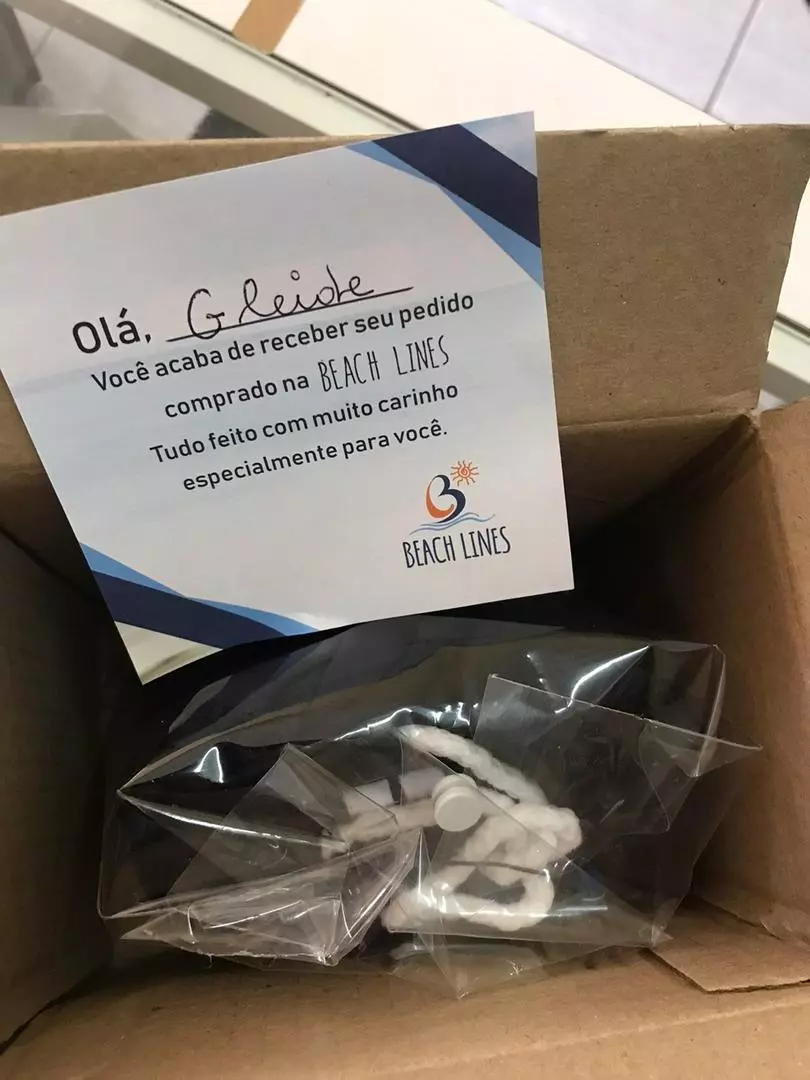 Olá, Gleide
Você acaba de receber seu pedido
comprado na BEACH LINES
Tudo feito com muito carinho
especialmente para você.
B
BEACH LINES